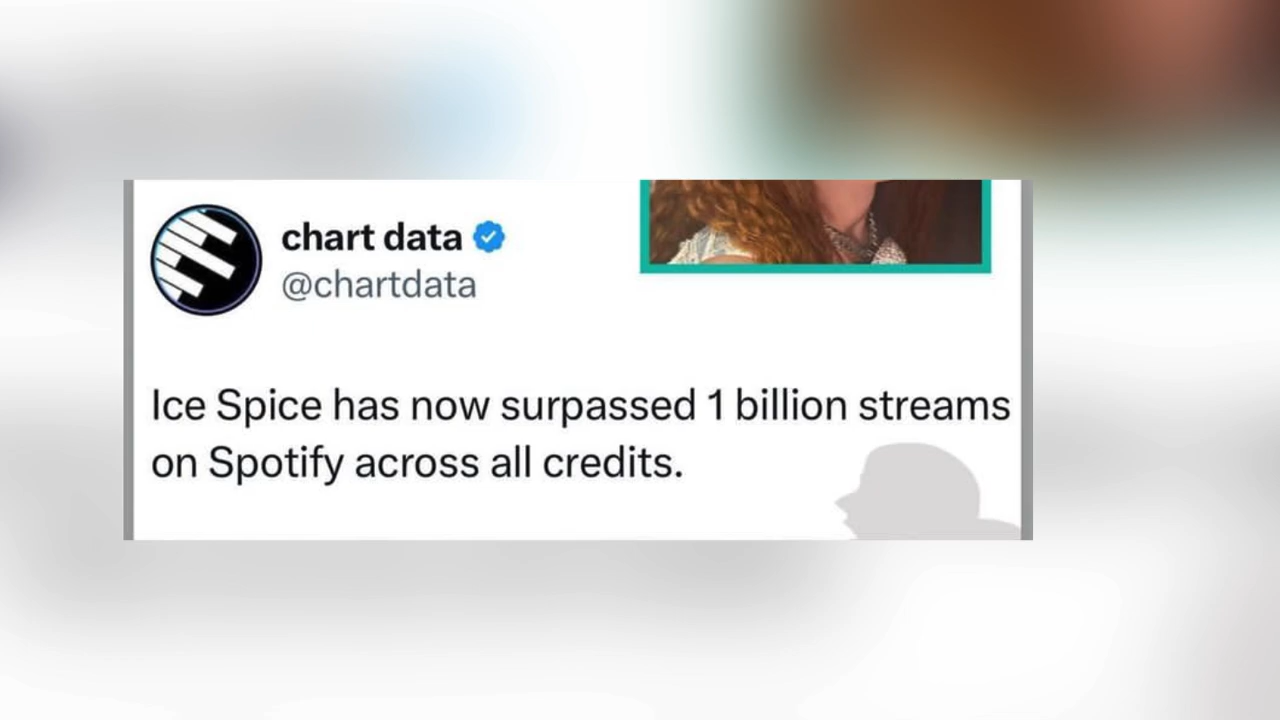 chart data
@chartdata
Ice Spice has now surpassed 1 billion streams
on Spotify across all credits.